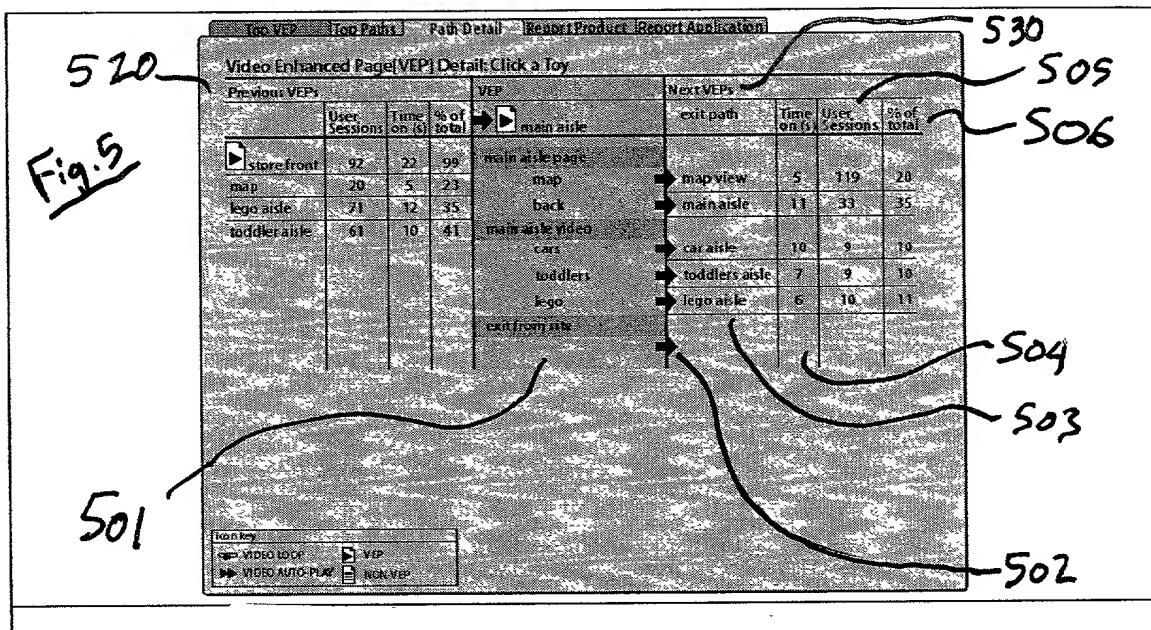 Top VEP Top Paths Path Detail Report Product Report Application
530
520
Video Enhanced Page[VEP] Detail: Click a Toy
505
Previous VEPs VEP Next VEPs
User Sessions Time on (s) % of total main aisle exit path Time on (s) User Sessions % of total
506
Fig. 5
store front 92 22 99 main aisle page
map 20 5 23 map map view 5 119 20
lego aisle 71 12 35 back main aisle 11 33 35
toddler aisle 61 10 41 main aisle video
cars car aisle 10 9 10
toddlers toddlers aisle 7 9 10
lego lego aisle 6 10 11
exit from site
504
503
501
Icon key
VIDEO LOOP VEP
VIDEO AUTO-PLAY NON VEP
502